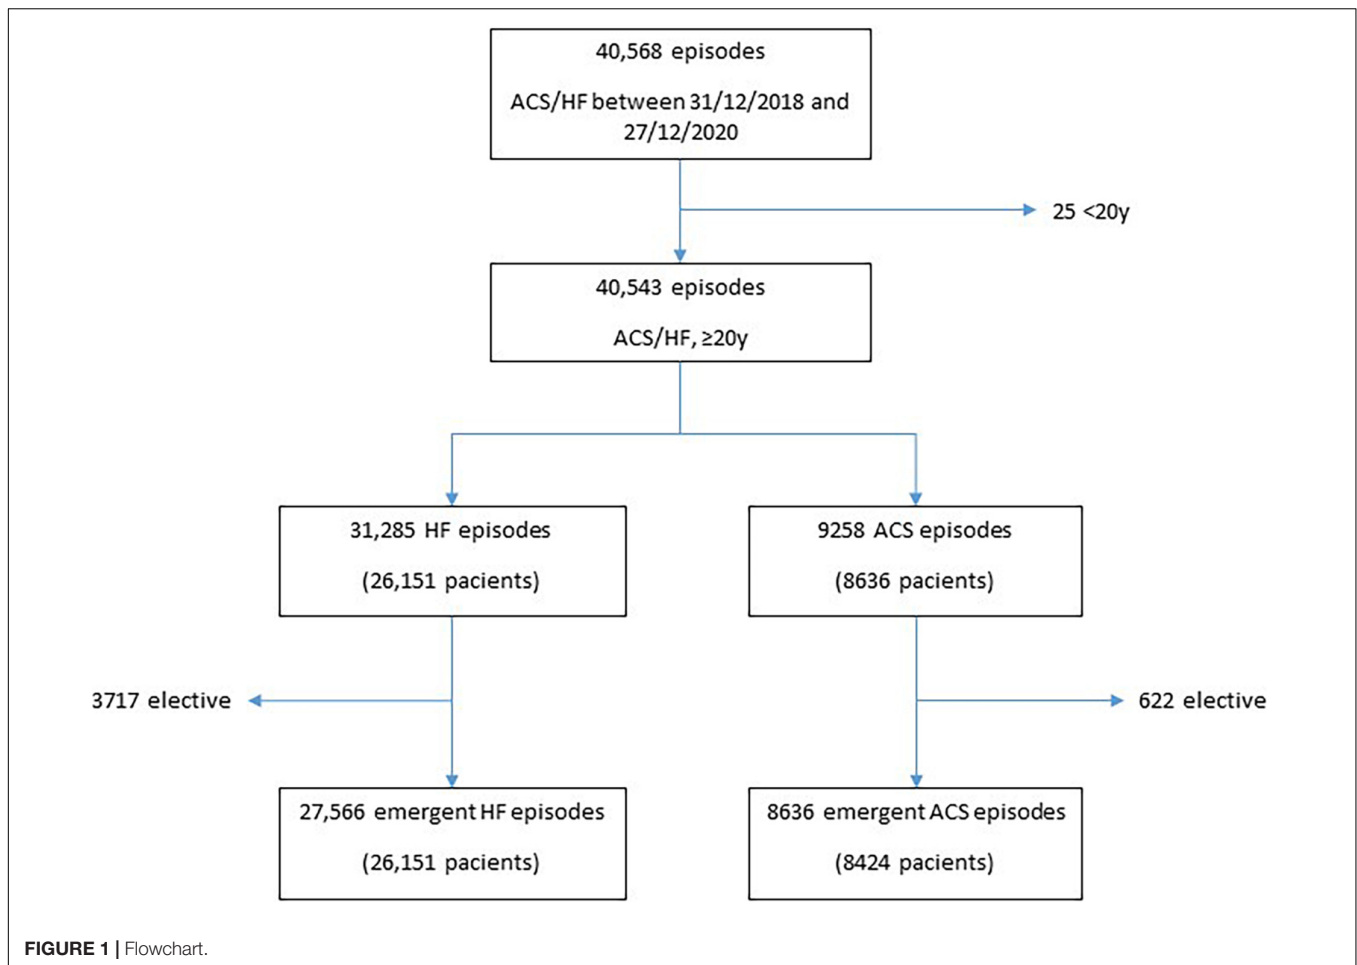 40,568 episodes
ACS/HF between 31/12/2018 and
27/12/2020
25 <20y
40,543 episodes
ACS/HF, ≥20y
31,285 HF episodes
(26,151 pacients)
9258 ACS episodes
(8636 pacients)
3717 elective
622 elective
27,566 emergent HF episodes
(26,151 pacients)
8636 emergent ACS episodes
(8424 pacients)
FIGURE 1 | Flowchart.